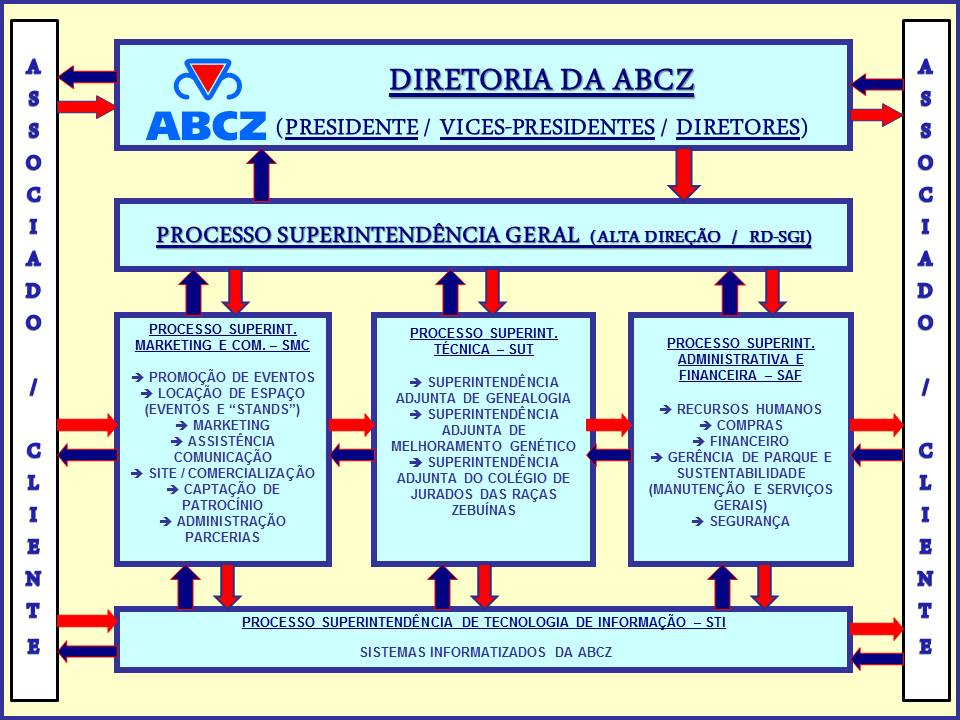 ASSOCIADO / CLIENTE
ABCZ
DIRETORIA DA ABCZ
(PRESIDENTE / VICES-PRESIDENTES / DIRETORES)
PROCESSO SUPERINTENDÊNCIA GERAL (ALTA DIREÇÃO / RD-SGI)
PROCESSO SUPERINT.
MARKETING E COM. – SMC
➔ PROMOÇÃO DE EVENTOS
➔ LOCAÇÃO DE ESPAÇO
(EVENTOS E “STANDS”)
➔ MARKETING
➔ ASSISTÊNCIA
COMUNICAÇÃO
➔ SITE / COMERCIALIZAÇÃO
➔ CAPTAÇÃO DE
PATROCÍNIO
➔ ADMINISTRAÇÃO
PARCERIAS
PROCESSO SUPERINT.
TÉCNICA – SUT
➔ SUPERINTENDÊNCIA
ADJUNTA DE GENEALOGIA
➔ SUPERINTENDÊNCIA
ADJUNTA DE
MELHORAMENTO GENÉTICO
➔ SUPERINTENDÊNCIA
ADJUNTA DO COLÉGIO DE
JURADOS DAS RAÇAS
ZEBUÍNAS
PROCESSO SUPERINT.
ADMINISTRATIVA E
FINANCEIRA – SAF
➔ RECURSOS HUMANOS
➔ COMPRAS
➔ FINANCEIRO
➔ GERÊNCIA DE PARQUE E
SUSTENTABILIDADE
(MANUTENÇÃO E SERVIÇOS
GERAIS)
➔ SEGURANÇA
PROCESSO SUPERINTENDÊNCIA DE TECNOLOGIA DE INFORMAÇÃO – STI
SISTEMAS INFORMATIZADOS DA ABCZ
ASSOCIADO / CLIENTE